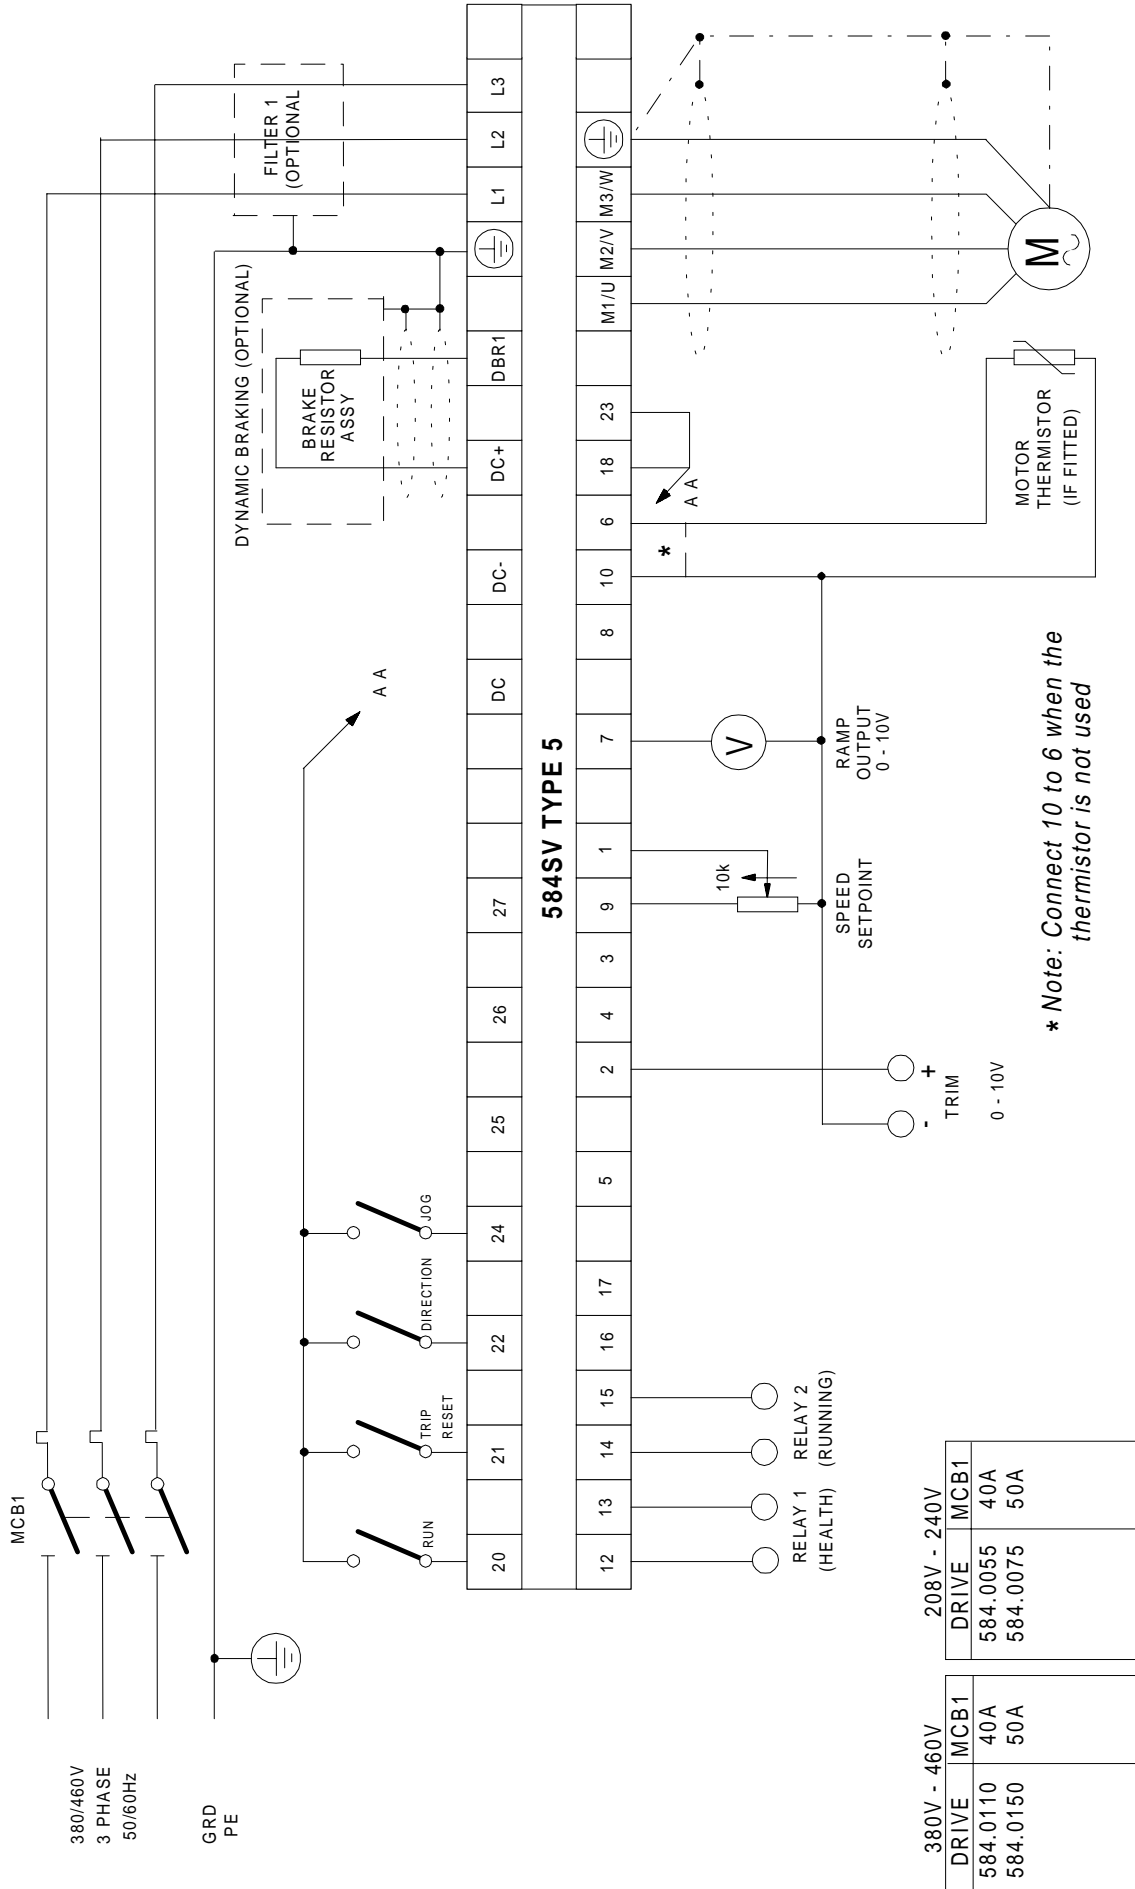 MCB1
380/460V
3 PHASE
50/60Hz
GRD
PE
FILTER 1
(OPTIONAL
DYNAMIC BRAKING (OPTIONAL)
BRAKE
RESISTOR
ASSY
A A
RUN
TRIP
RESET
DIRECTION
JOG
20
21
22
24
25
26
27
DC
DC-
DC+
DBR1
L1
L2
L3
584SV TYPE 5
12
13
14
15
16
17
5
2
4
3
9
1
7
8
10
6
18
23
M1/U
M2/V
M3/W
*
A A
RELAY 1
(HEALTH)
RELAY 2
(RUNNING)
-
+
TRIM
0 - 10V
10k
SPEED
SETPOINT
V
RAMP
OUTPUT
0 - 10V
MOTOR
THERMISTOR
(IF FITTED)
M
* Note: Connect 10 to 6 when the
thermistor is not used
380V - 460V
DRIVE MCB1
584.0110 40A
584.0150 50A
208V - 240V
DRIVE MCB1
584.0055 40A
584.0075 50A